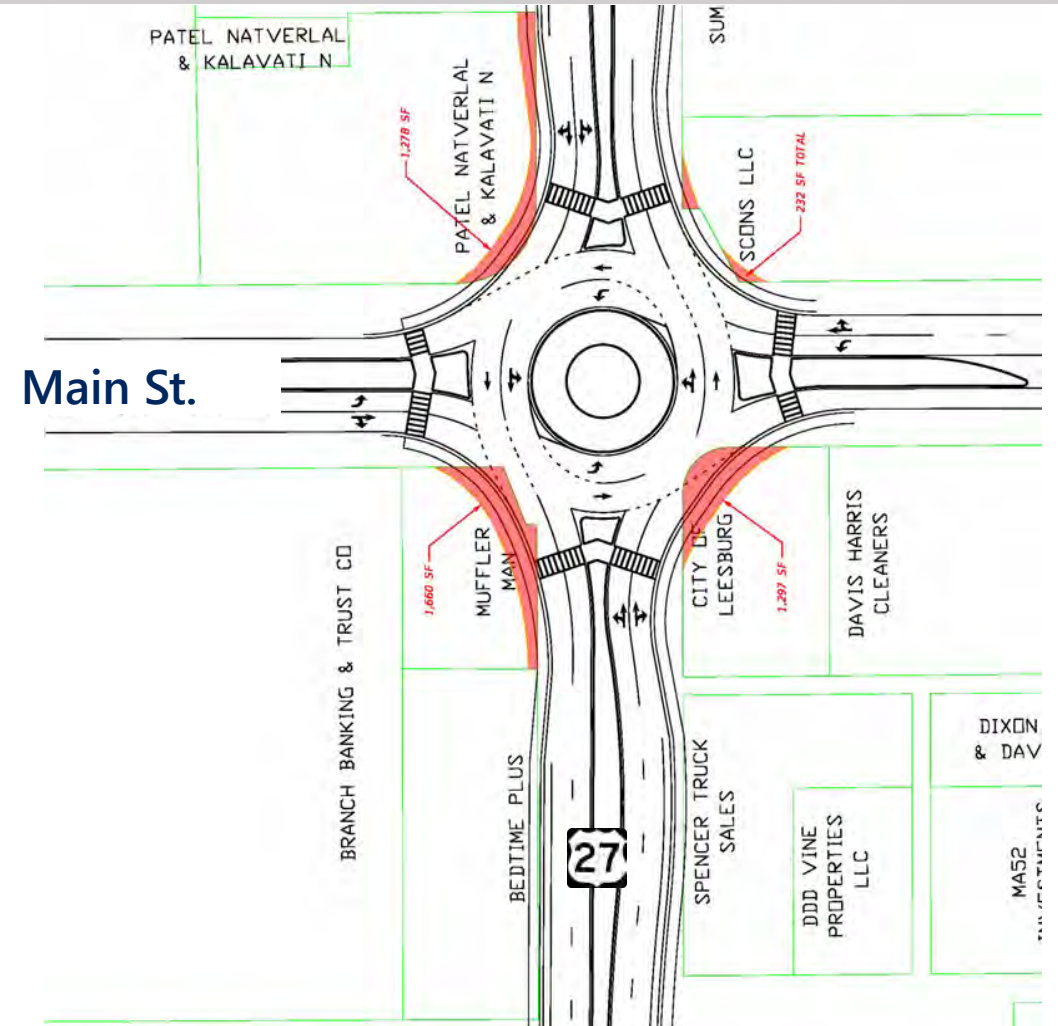 PATEL NATVERLAL
& KALAVATI N
SUM
1,278 SF
PATEL NATVERLAL
& KALAVATI N
SCONS LLC
232 SF TOTAL
Main St.
BRANCH BANKING & TRUST CO
1,660 SF
MUFFLER
MAN
CITY OF
LEESBURG
1,297 SF
DAVIS HARRIS
CLEANERS
BEDTIME PLUS
27
SPENCER TRUCK
SALES
DDD VINE
PROPERTIES
LLC
DIXON
& DAV
MA52
INVESTMENTS